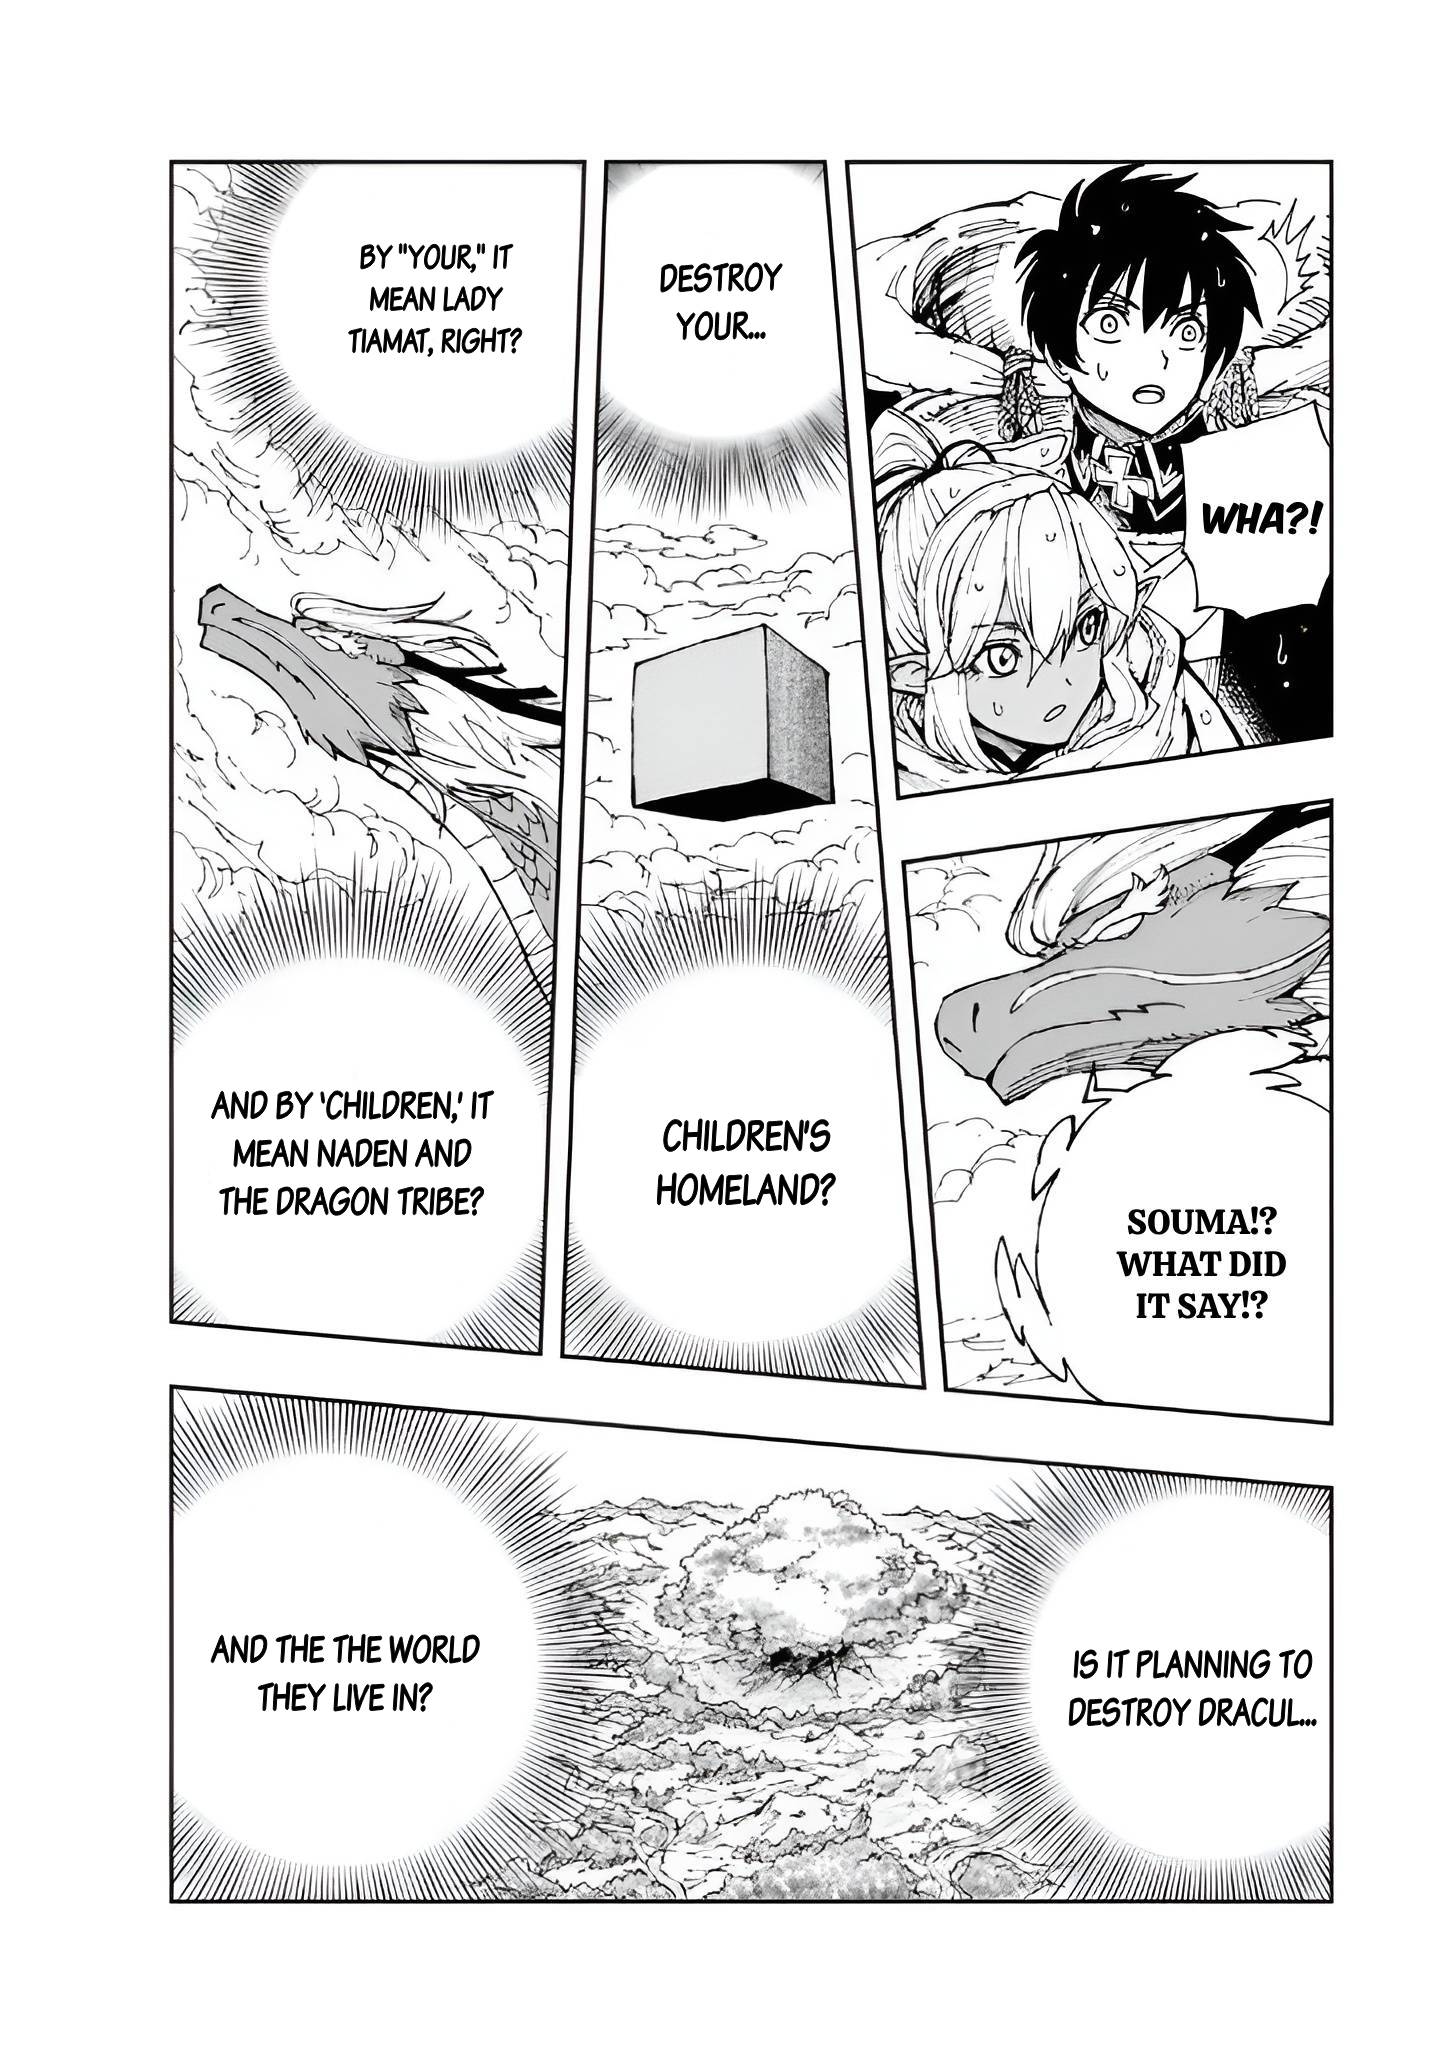 WHA?!
SOUMA!?
WHAT DID
IT SAY!?
DESTROY
YOUR...
CHILDREN'S
HOMELAND?
BY "YOUR," IT
MEAN LADY
TIAMAT, RIGHT?
AND BY 'CHILDREN,' IT
MEAN NADEN AND
THE DRAGON TRIBE?
IS IT PLANNING TO
DESTROY DRACUL...
AND THE THE WORLD
THEY LIVE IN?